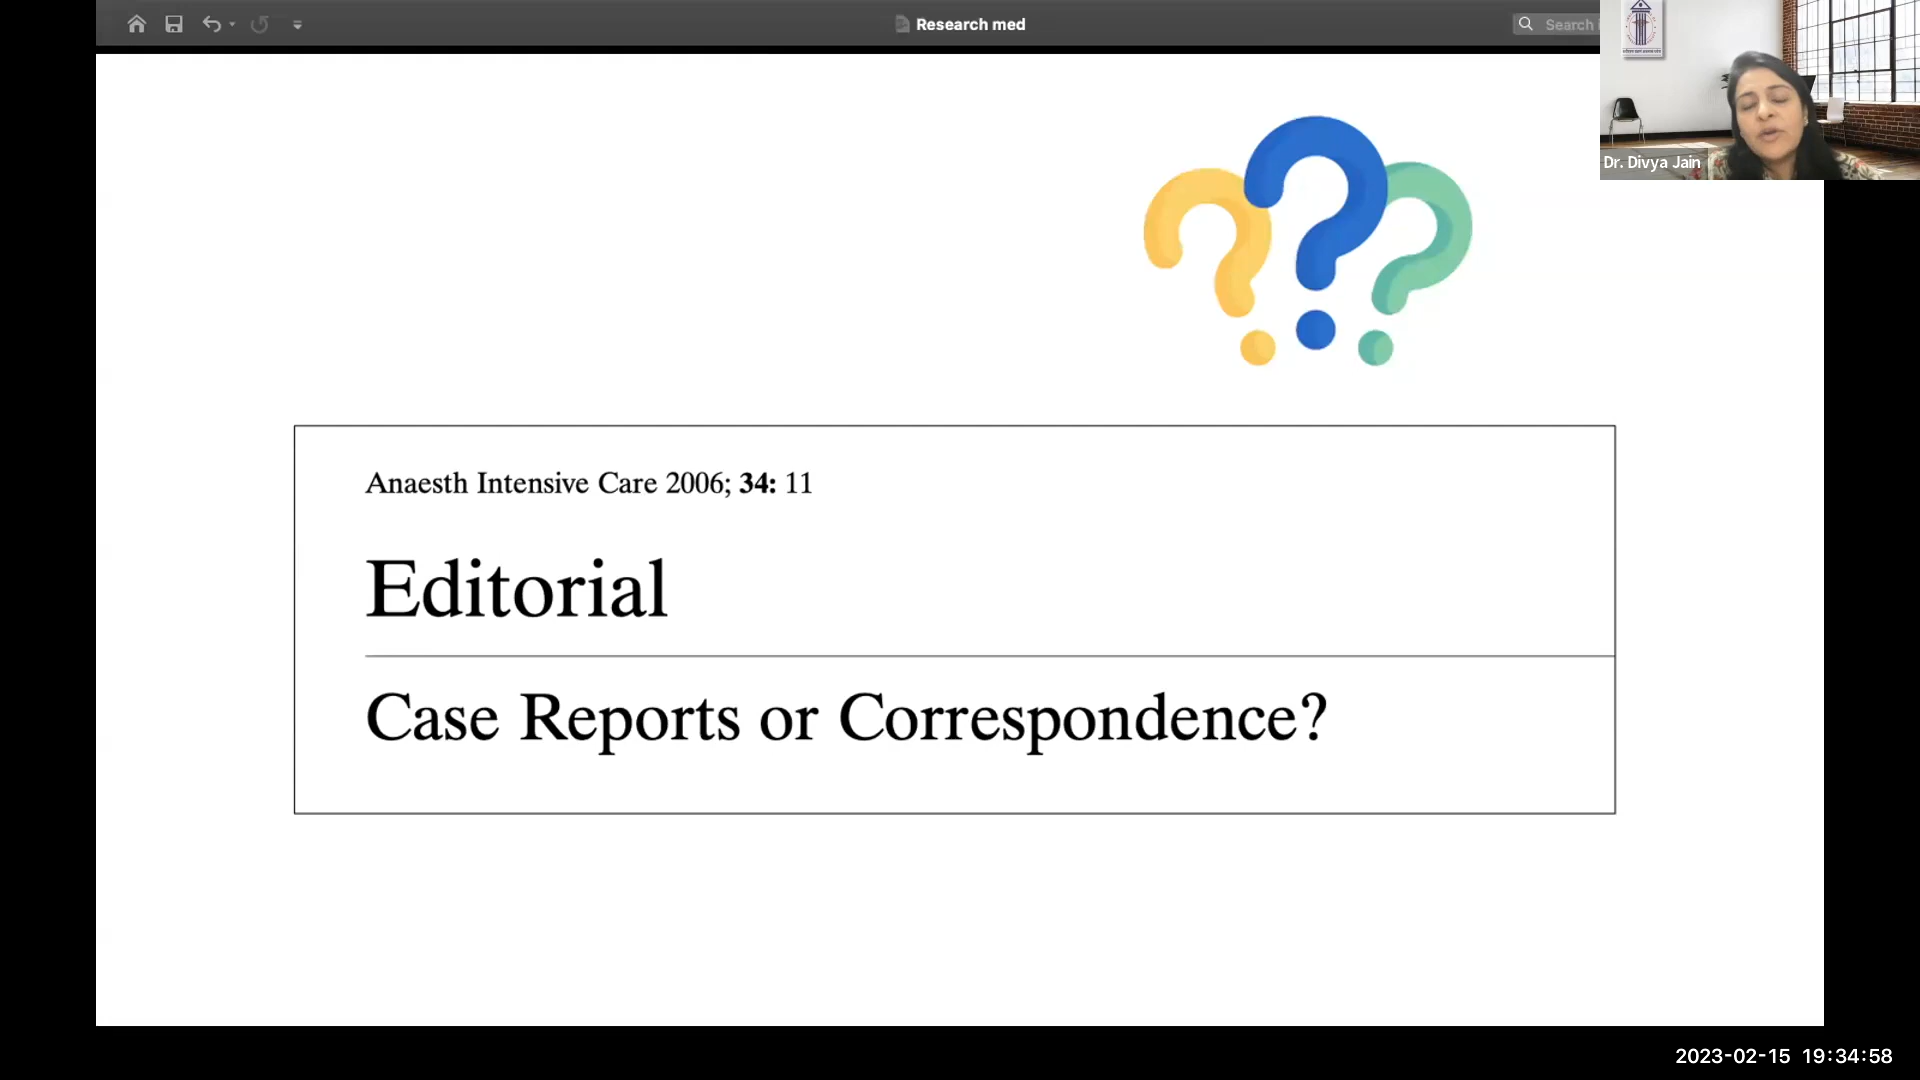 Research med
Search
Dr. Divya Jain
Anaesth Intensive Care 2006; 34: 11
Editorial
Case Reports or Correspondence?
2023-02-15 19:34:58